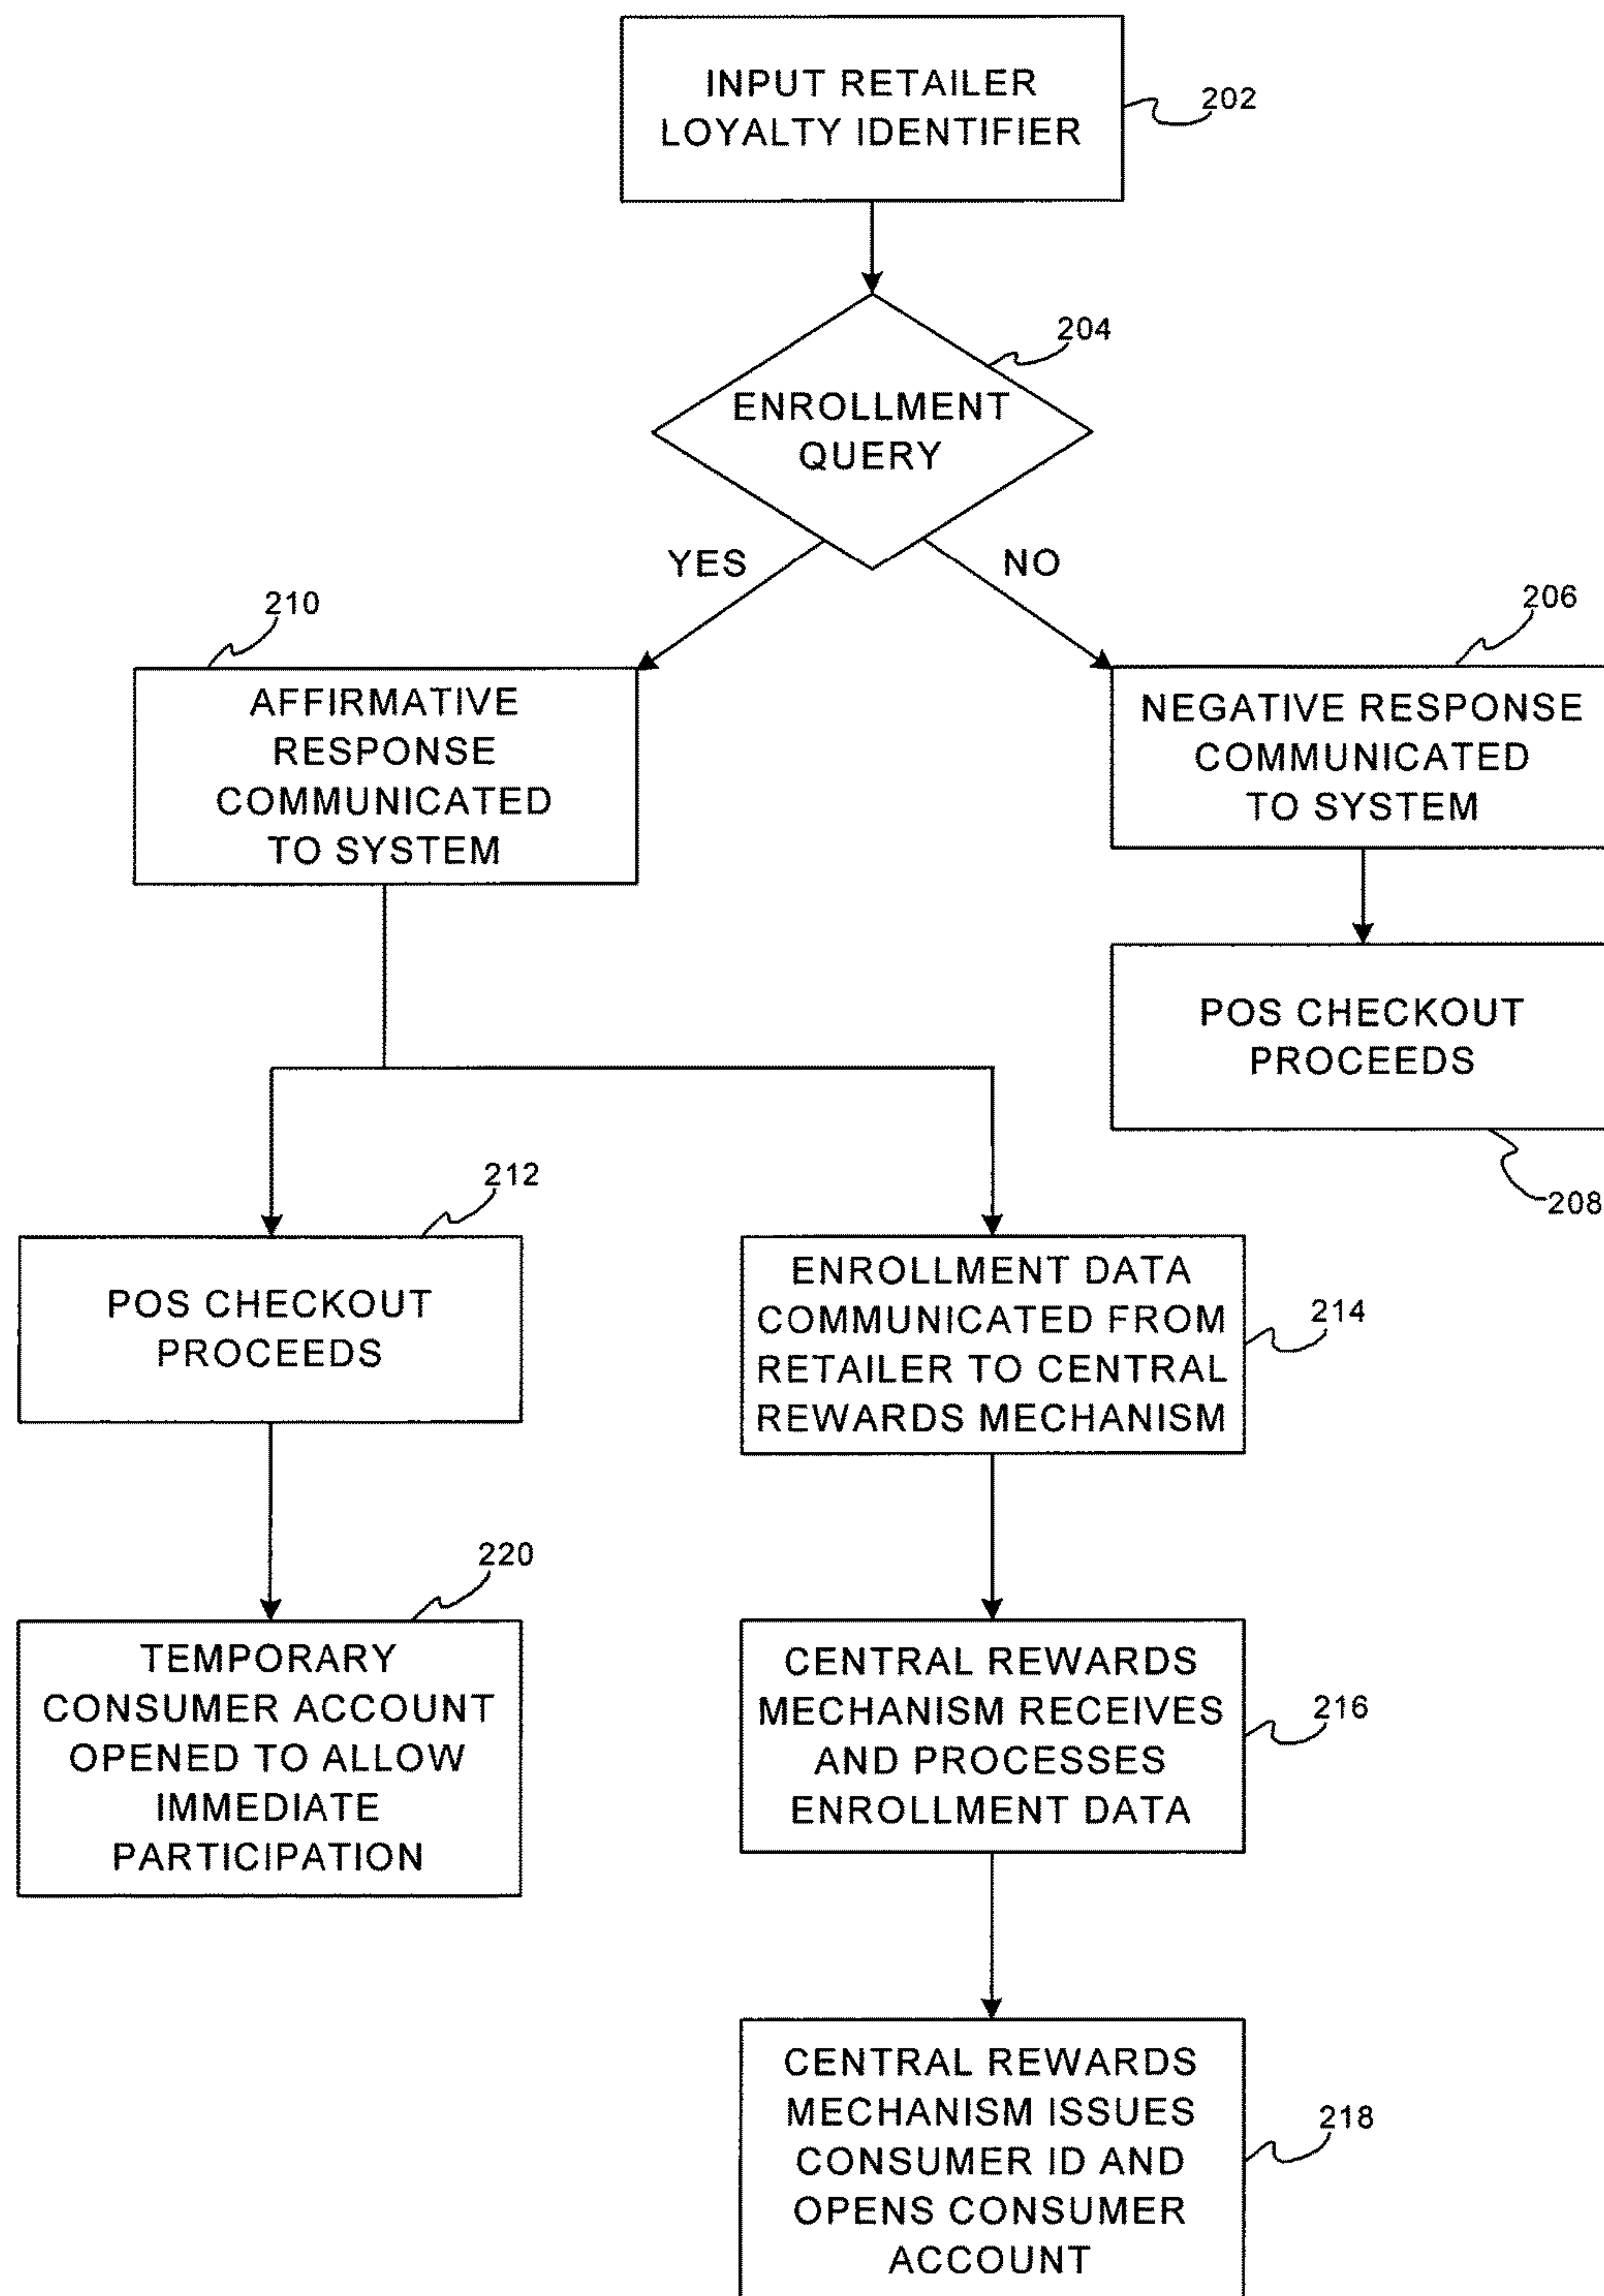 INPUT RETAILER
LOYALTY IDENTIFIER
202
204
ENROLLMENT
QUERY
YES
NO
210
206
AFFIRMATIVE
RESPONSE
COMMUNICATED
TO SYSTEM
NEGATIVE RESPONSE
COMMUNICATED
TO SYSTEM
POS CHECKOUT
PROCEEDS
208
212
POS CHECKOUT
PROCEEDS
ENROLLMENT DATA
COMMUNICATED FROM
RETAILER TO CENTRAL
REWARDS MECHANISM
214
220
TEMPORARY
CONSUMER ACCOUNT
OPENED TO ALLOW
IMMEDIATE
PARTICIPATION
CENTRAL REWARDS
MECHANISM RECEIVES
AND PROCESSES
ENROLLMENT DATA
216
CENTRAL REWARDS
MECHANISM ISSUES
CONSUMER ID AND
OPENS CONSUMER
ACCOUNT
218